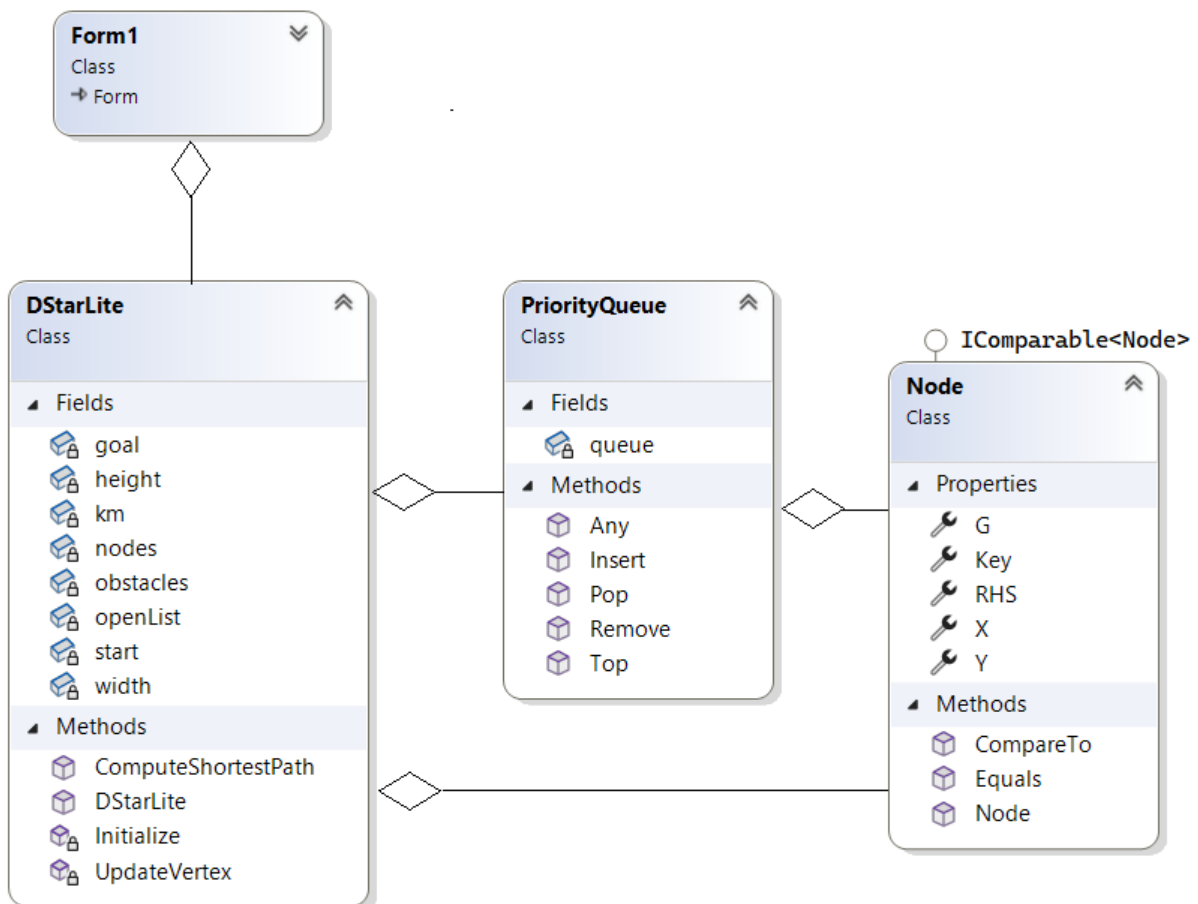 Form1
Class
Form
DStarLite
Class
Fields
goal
height
km
nodes
obstacles
openList
start
width
Methods
ComputeShortestPath
DStarLite
Initialize
UpdateVertex
PriorityQueue
Class
Fields
queue
Methods
Any
Insert
Pop
Remove
Top
IComparable<Node>
Node
Class
Properties
G
Key
RHS
X
Y
Methods
CompareTo
Equals
Node